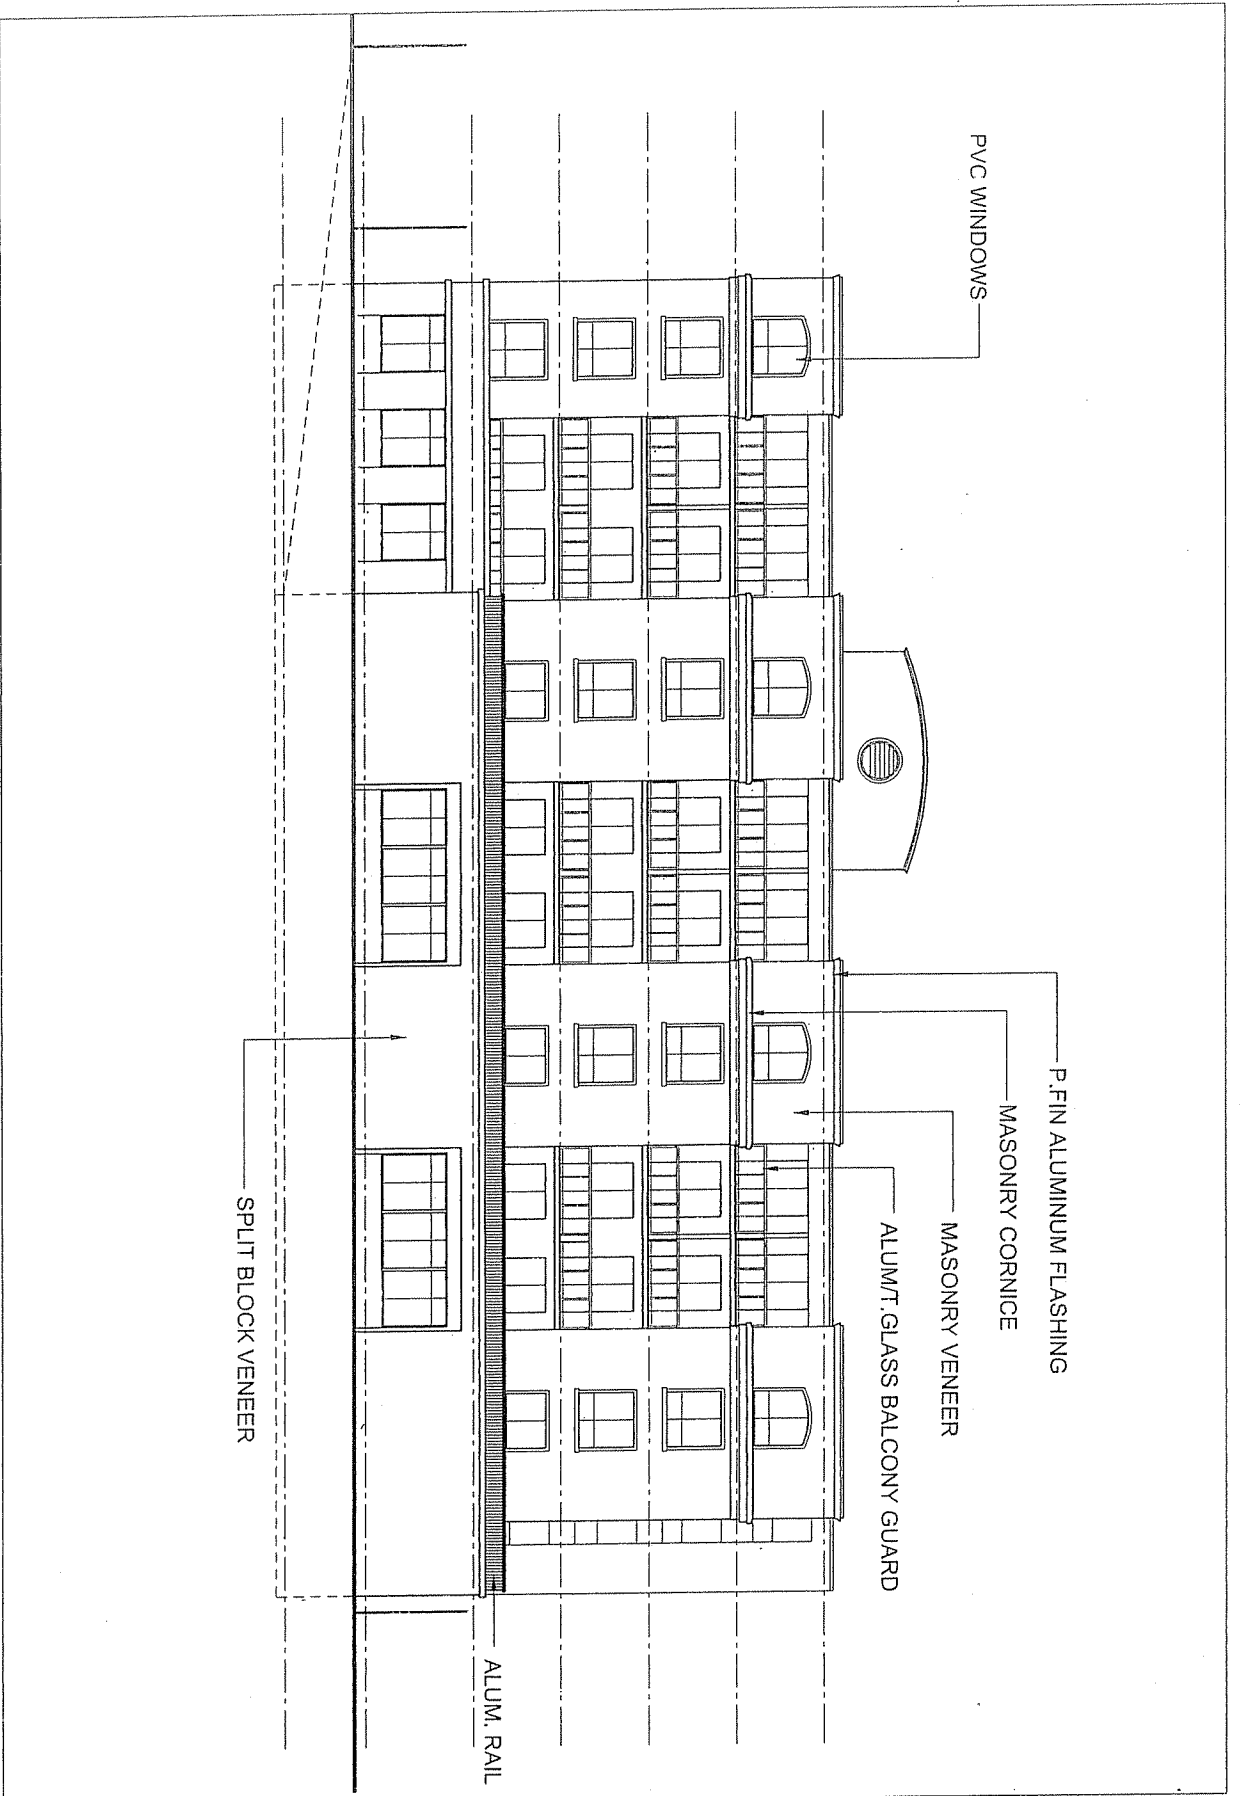 PVC WINDOWS
P.FIN ALUMINUM FLASHING
MASONRY CORNICE
MASONRY VENEER
ALUM/T.GLASS BALCONY GUARD
ALUM. RAIL
SPLIT BLOCK VENEER